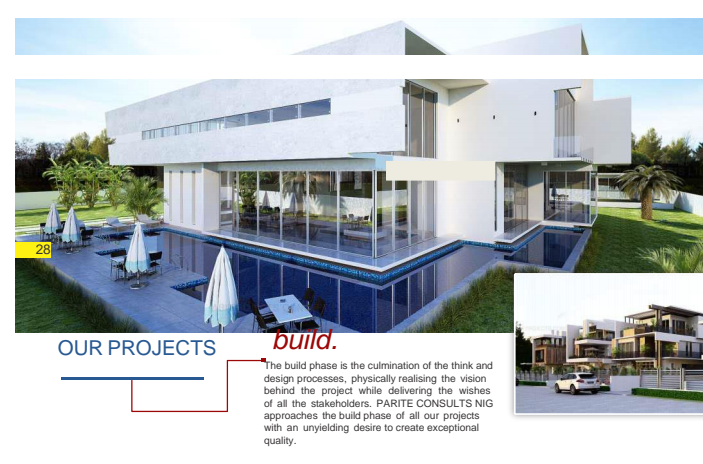 28
OUR PROJECTS
build.
The build phase is the culmination of the think and
design processes, physically realising the vision
behind the project while delivering the wishes
of all the stakeholders. PARITE CONSULTS NIG
approaches the build phase of all our projects
with an unyielding desire to create exceptional
quality.